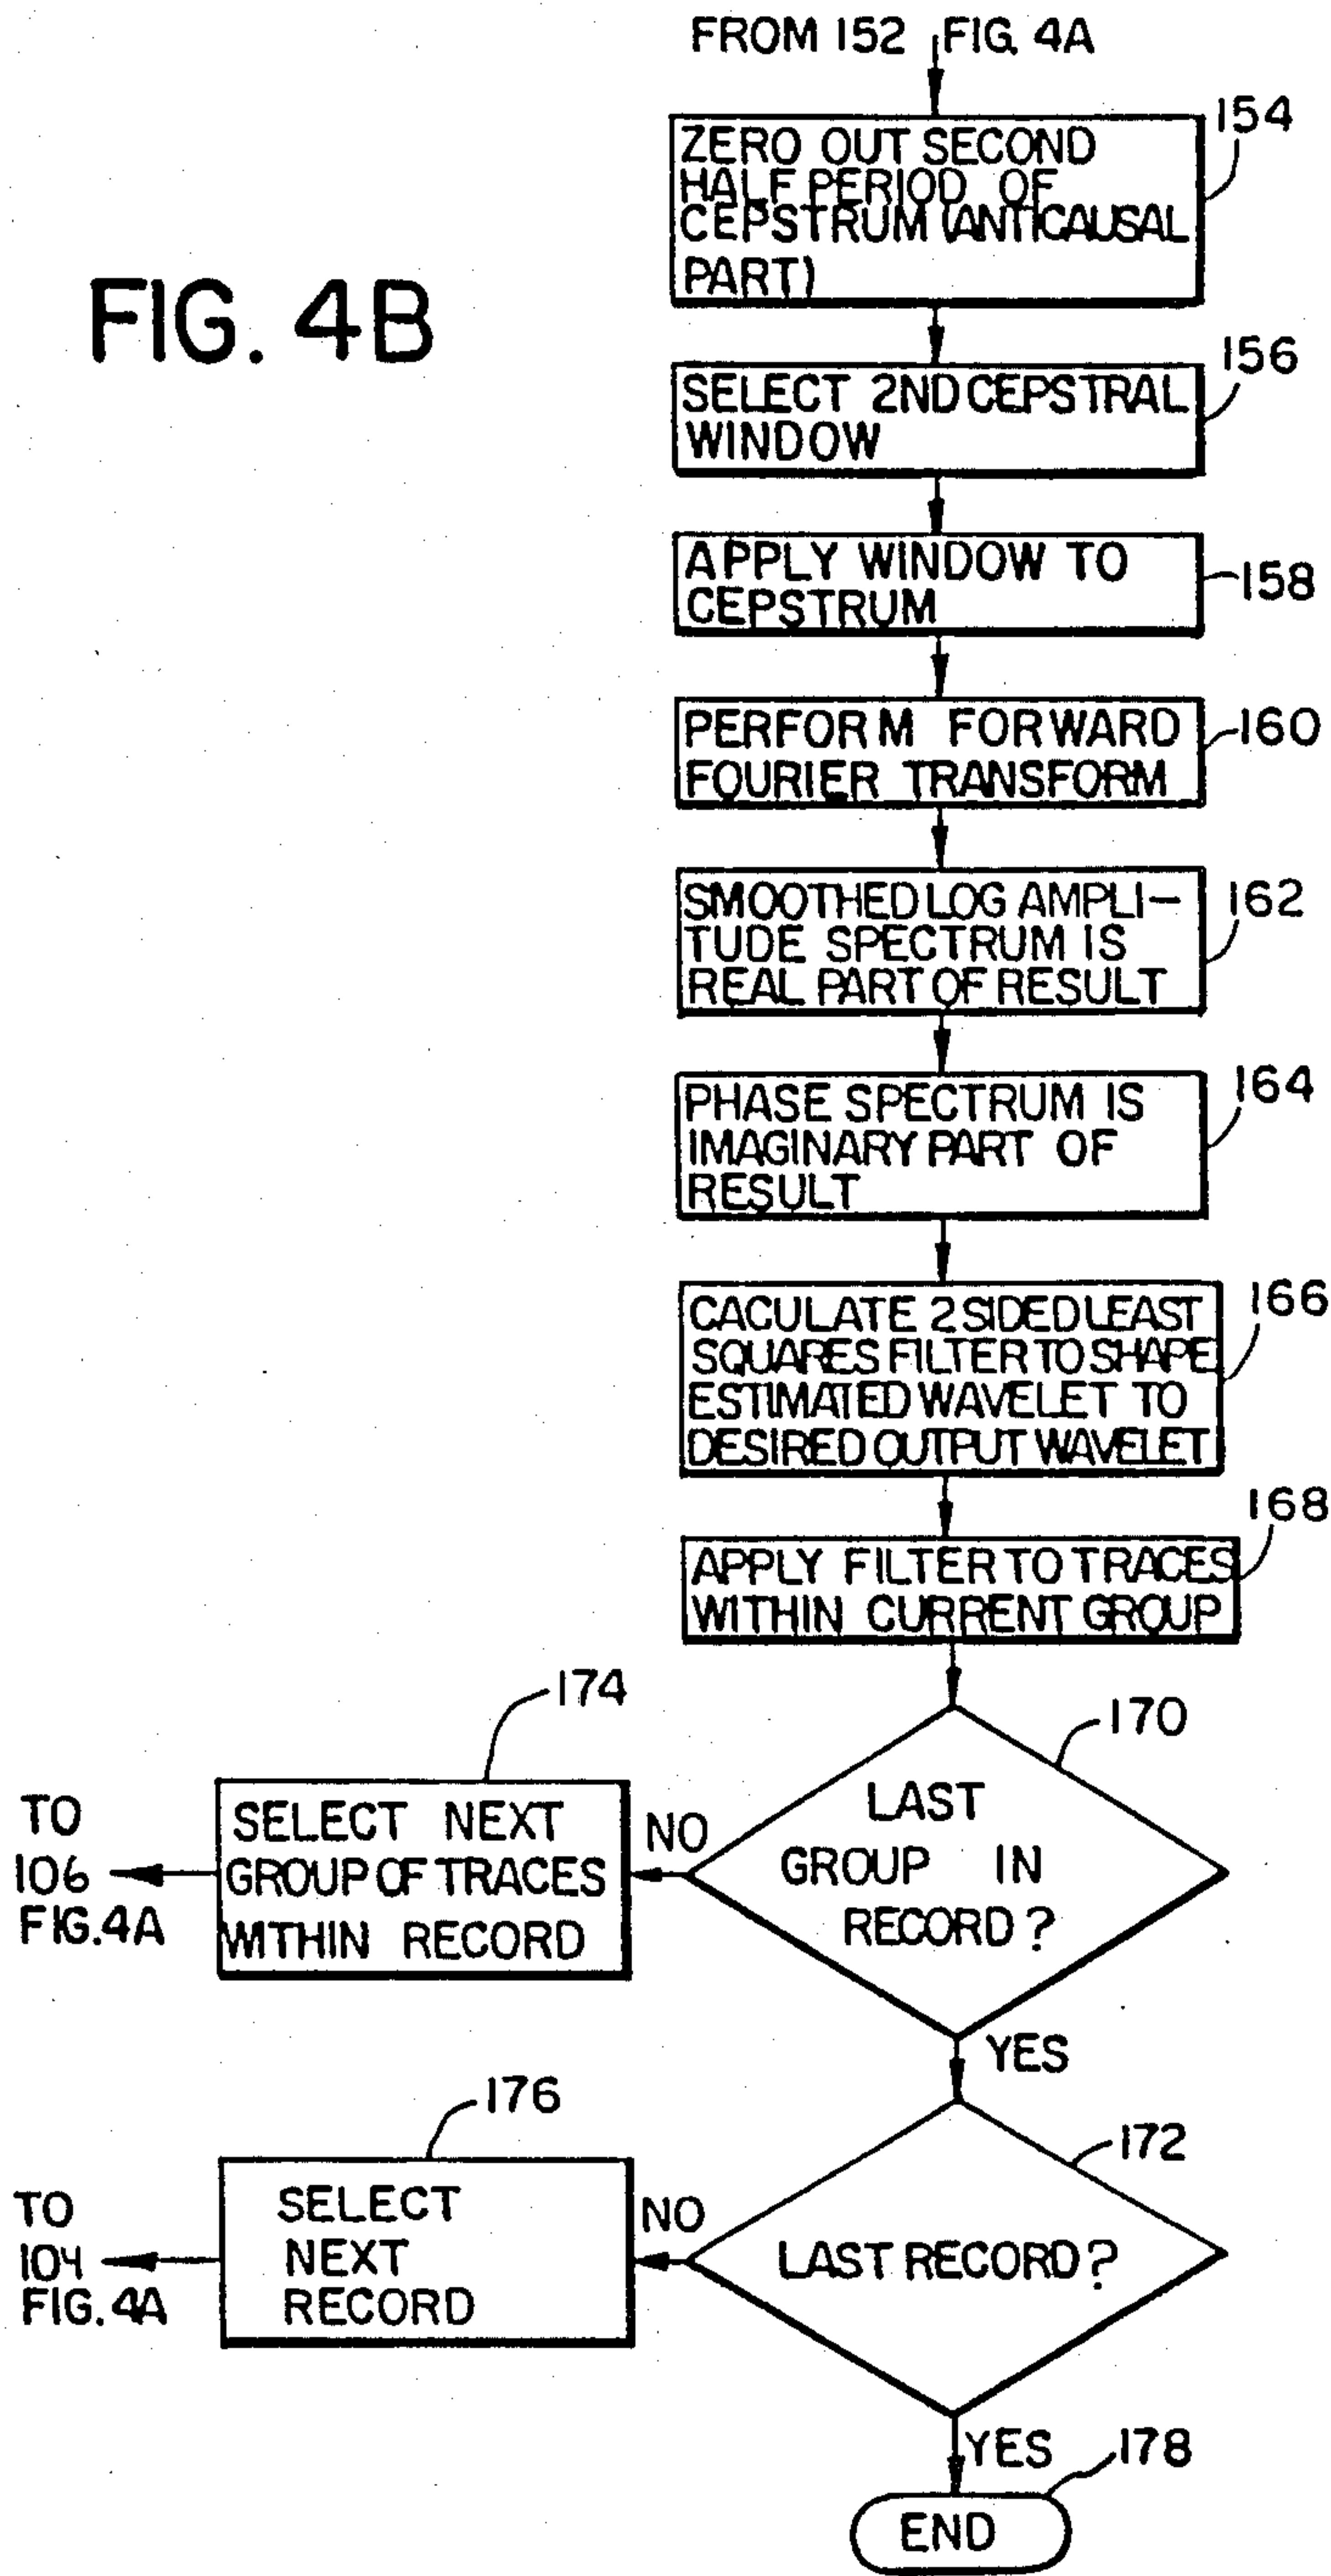 FROM 152 FIG. 4A
FIG. 4B
154
ZERO OUT SECOND
HALF PERIOD OF
CEPSTRUM (ANTICAUSAL
PART)
156
SELECT 2ND CEPSTRAL
WINDOW
158
APPLY WINDOW TO
CEPSTRUM
160
PERFORM FORWARD
FOURIER TRANSFORM
162
SMOOTHED LOG AMPLI-
TUDE SPECTRUM IS
REAL PART OF RESULT
164
PHASE SPECTRUM IS
IMAGINARY PART OF
RESULT
166
CACULATE 2 SIDED LEAST
SQUARES FILTER TO SHAPE
ESTIMATED WAVELET TO
DESIRED OUTPUT WAVELET
168
APPLY FILTER TO TRACES
WITHIN CURRENT GROUP
170
LAST
GROUP IN
RECORD?
NO
174
SELECT NEXT
GROUP OF TRACES
WITHIN RECORD
TO
106
FIG. 4A
YES
172
LAST RECORD?
NO
176
SELECT
NEXT
RECORD
TO
104
FIG. 4A
YES
178
END